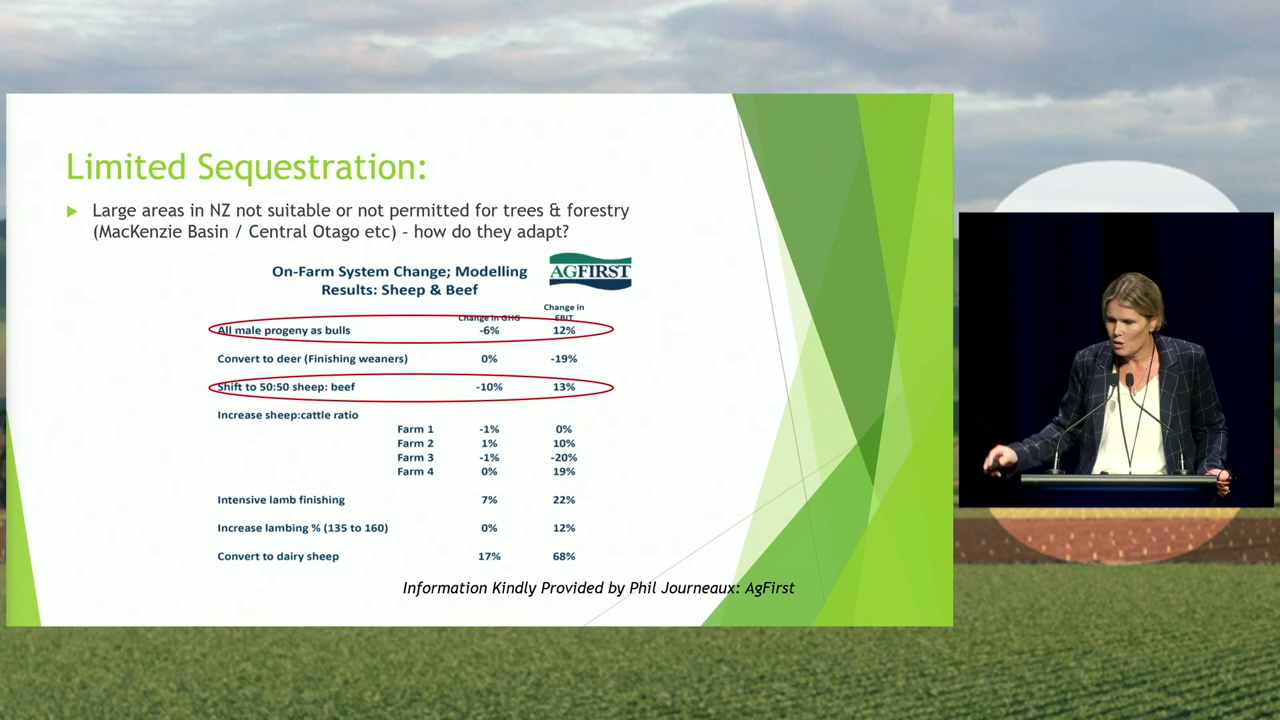 Limited Sequestration:
Large areas in NZ not suitable or not permitted for trees & forestry
(MacKenzie Basin / Central Otago etc) - how do they adapt?
On-Farm System Change; Modelling
Results: Sheep & Beef
AGFIRST
Change in GHG
Change in
EBIT
All male progeny as bulls -6% 12%
Convert to deer (Finishing weaners) 0% -19%
Shift to 50:50 sheep: beef -10% 13%
Increase sheep:cattle ratio
Farm 1 -1% 0%
Farm 2 1% 10%
Farm 3 -1% -20%
Farm 4 0% 19%
Intensive lamb finishing 7% 22%
Increase lambing % (135 to 160) 0% 12%
Convert to dairy sheep 17% 68%
Information Kindly Provided by Phil Journeaux: AgFirst